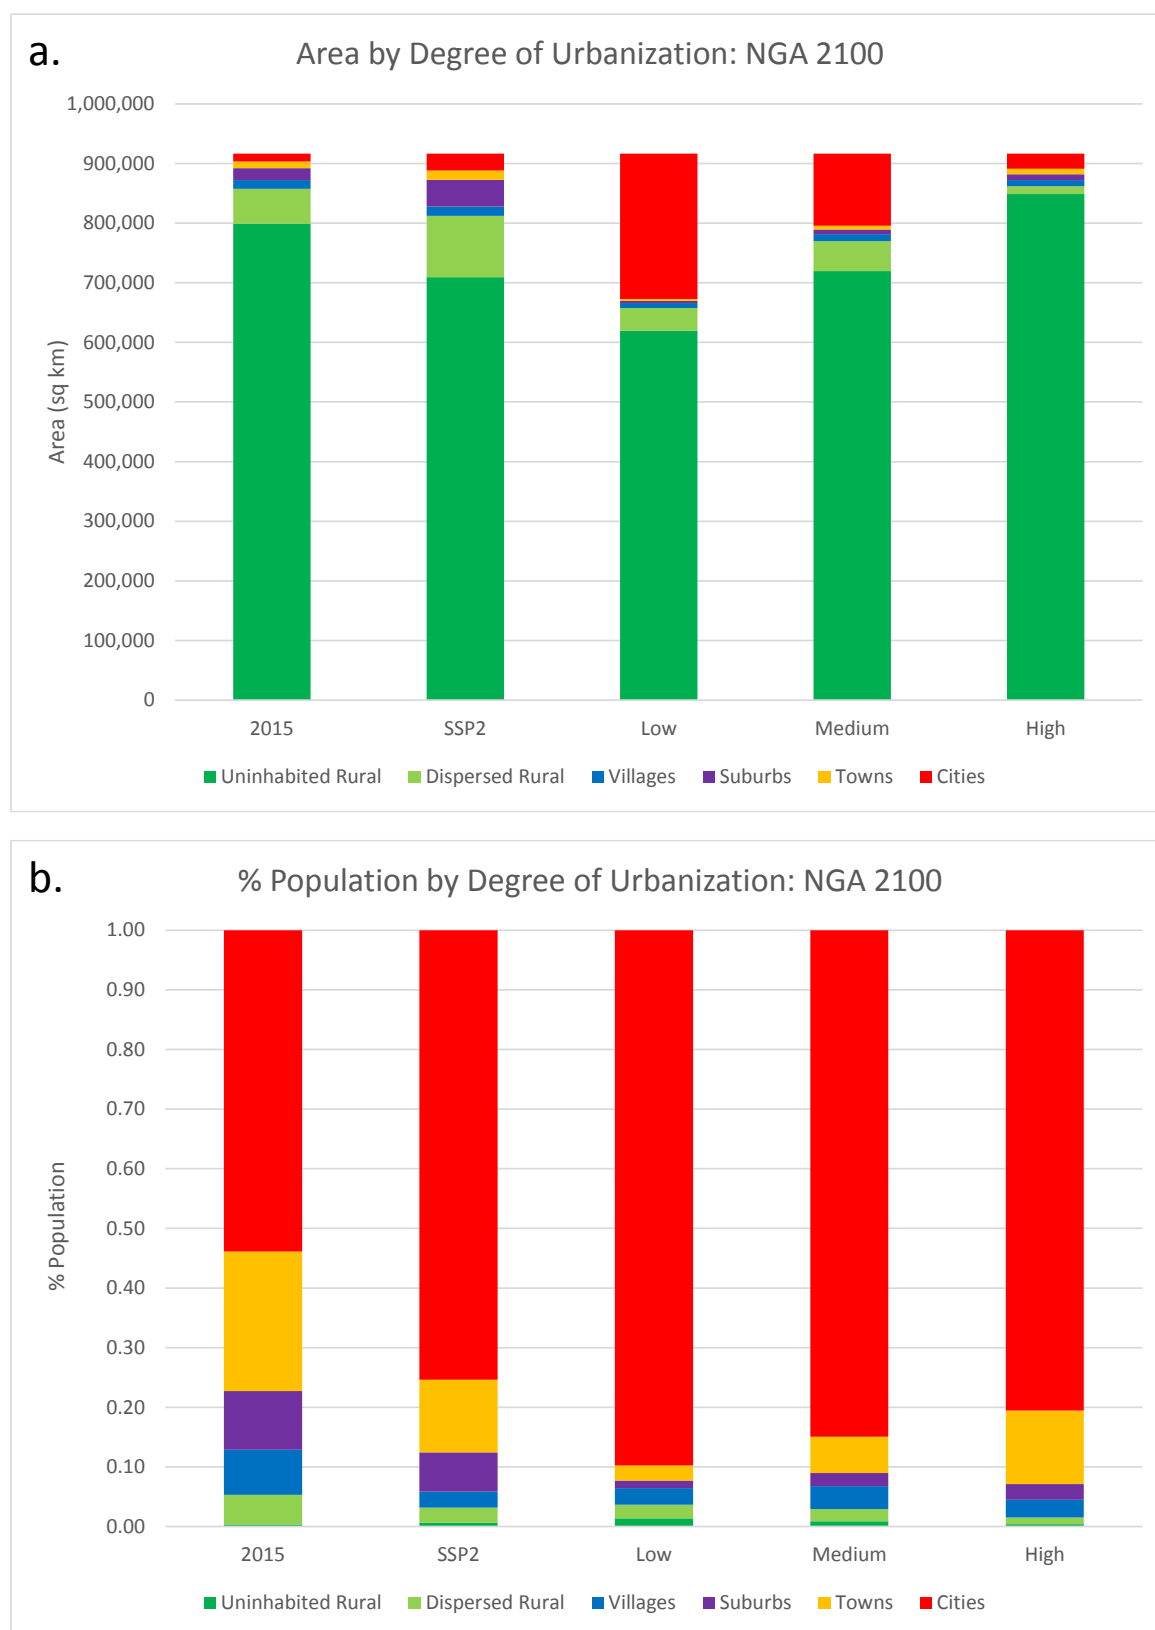 a.
Area by Degree of Urbanization: NGA 2100
1,000,000
900,000
800,000
700,000
600,000
500,000
400,000
300,000
200,000
100,000
0
Area (sq km)
2015 SSP2 Low Medium High
Uninhabited Rural Dispersed Rural Villages Suburbs Towns Cities
b.
% Population by Degree of Urbanization: NGA 2100
1.00
0.90
0.80
0.70
0.60
0.50
0.40
0.30
0.20
0.10
0.00
% Population
2015 SSP2 Low Medium High
Uninhabited Rural Dispersed Rural Villages Suburbs Towns Cities